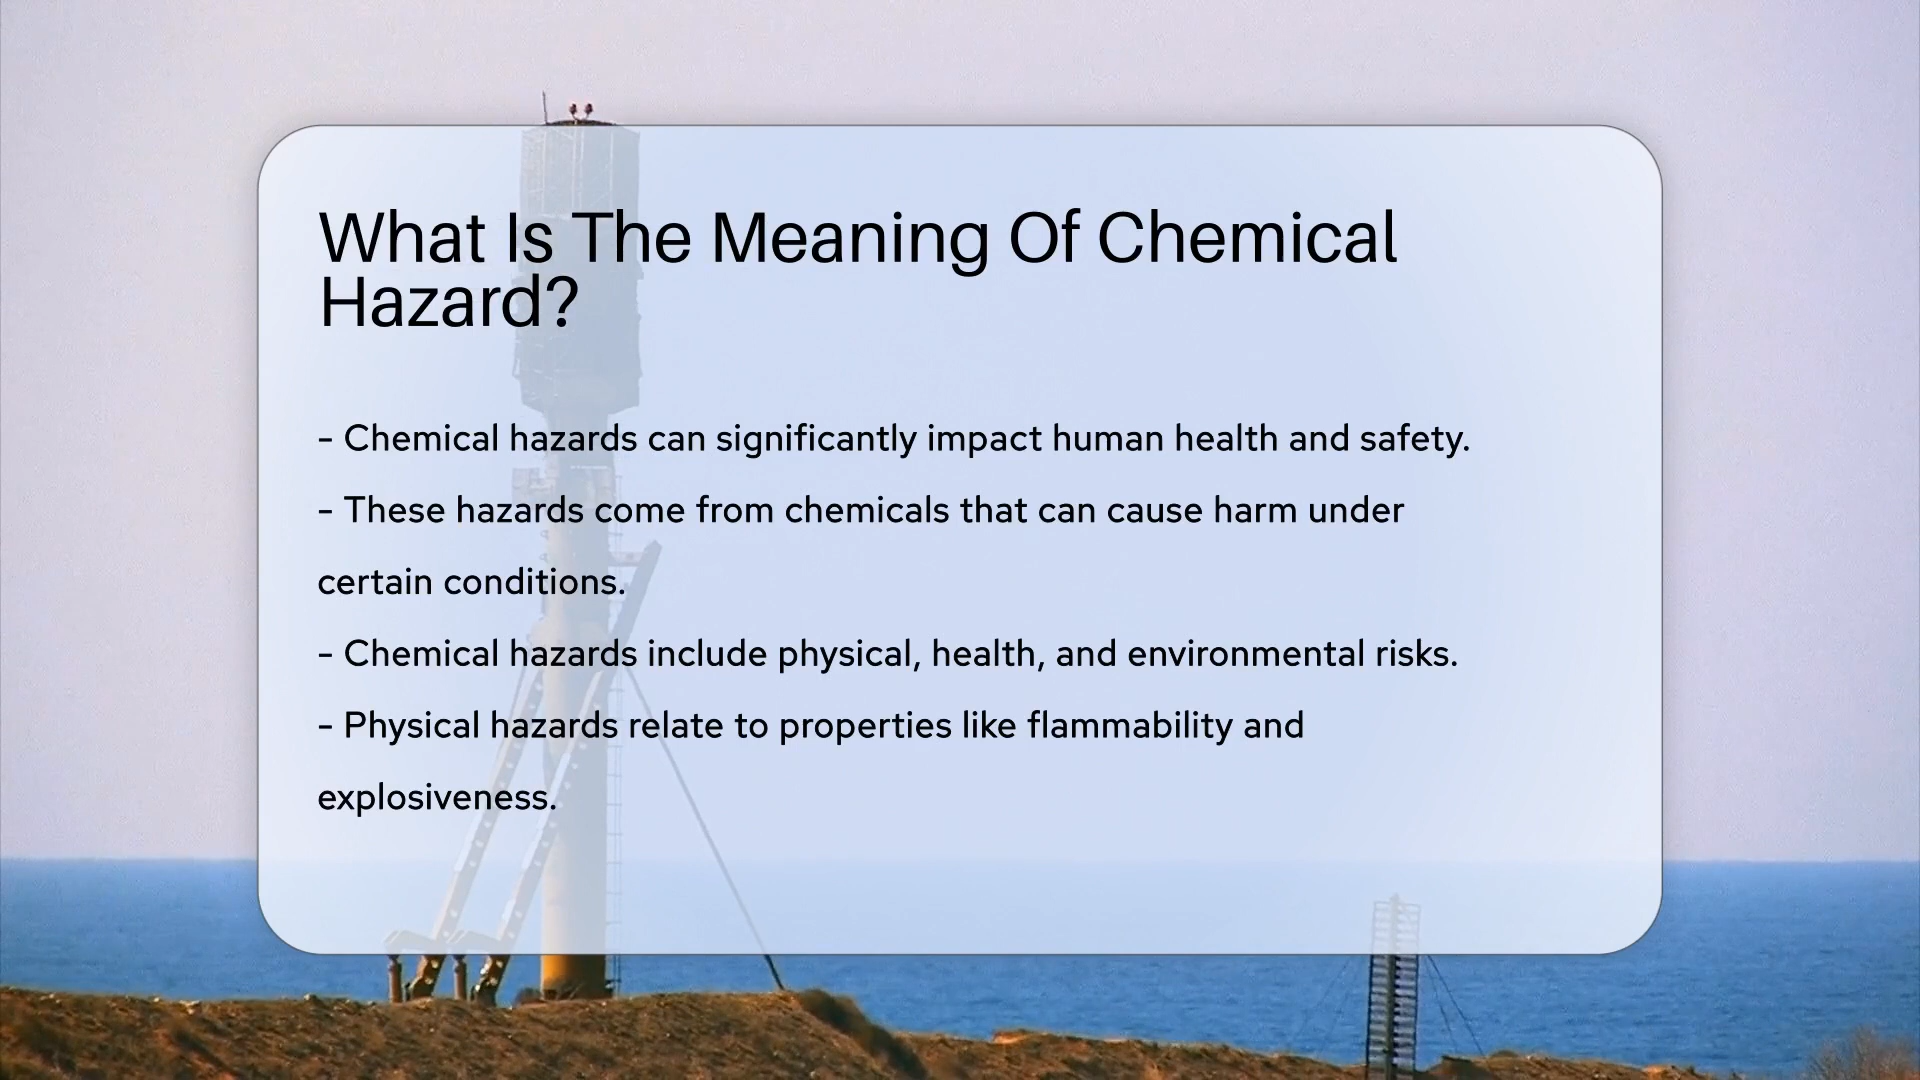 What Is The Meaning Of Chemical
Hazard?
- Chemical hazards can significantly impact human health and safety.
- These hazards come from chemicals that can cause harm under
certain conditions.
- Chemical hazards include physical, health, and environmental risks.
- Physical hazards relate to properties like flammability and
explosiveness.